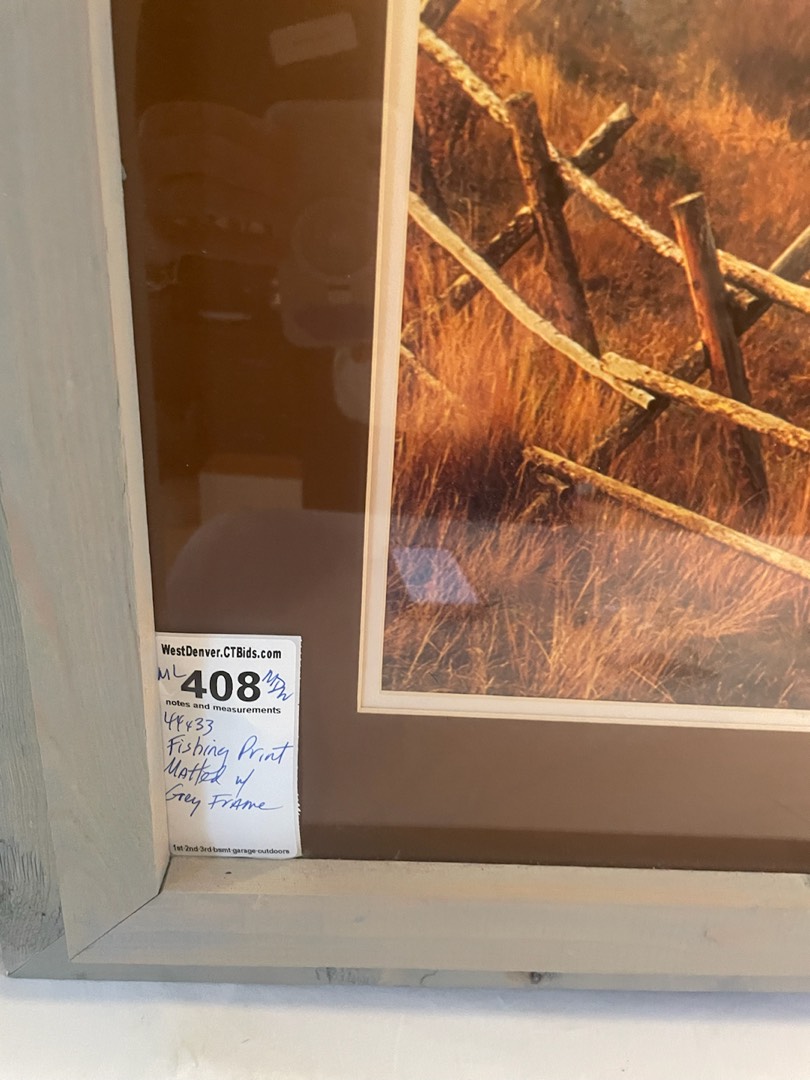 WestDenver.CTBids.com
ML 408 MDW
notes and measurements
44x33
Fishing Print
Matted w/
Grey Frame
1st·2nd·3rd·bsmt·garage·outdoors